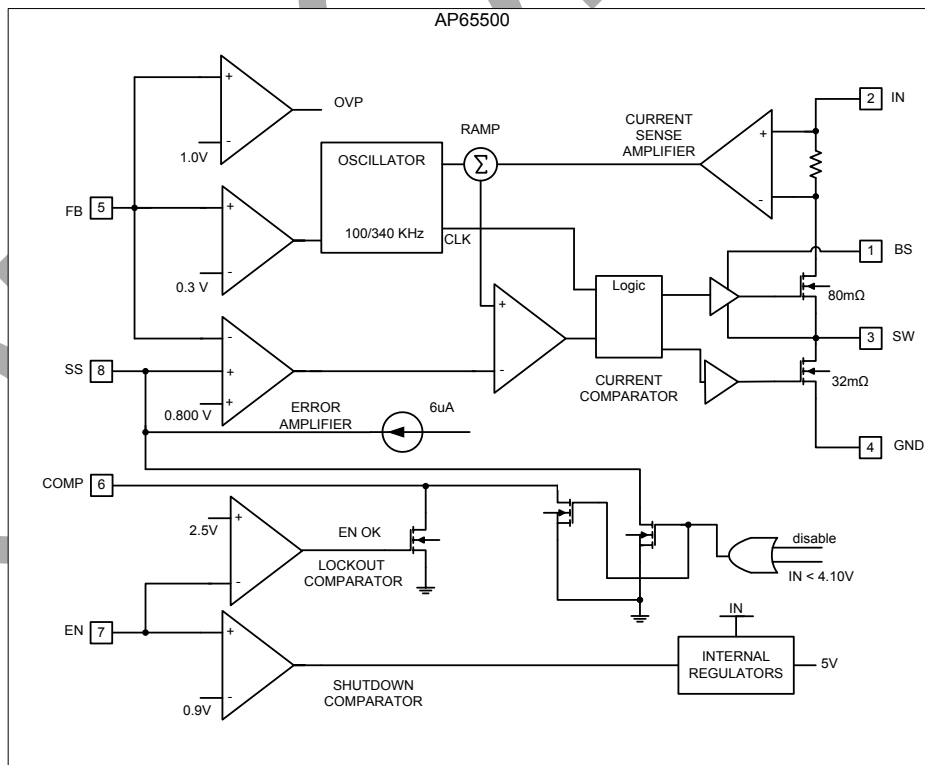 AP65500
+
OVP
-
1.0V
2
IN
RAMP
CURRENT
SENSE
AMPLIFIER
+
-
Σ
OSCILLATOR
100/340 KHz
CLK
FB
5
+
-
0.3 V
1
BS
Logic
80mΩ
+
-
3
SW
SS
8
-
+
+
0.800 V
ERROR
AMPLIFIER
6uA
CURRENT
COMPARATOR
32mΩ
4
GND
COMP
6
2.5V
+
-
EN OK
LOCKOUT
COMPARATOR
disable
IN < 4.10V
EN
7
+
-
0.9V
SHUTDOWN
COMPARATOR
IN
INTERNAL
REGULATORS
5V